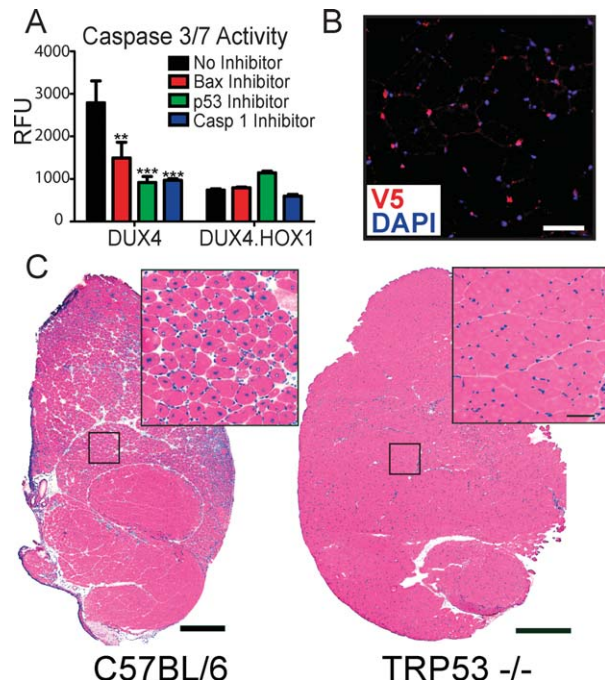 A
Caspase 3/7 Activity
No Inhibitor
Bax Inhibitor
p53 Inhibitor
Casp 1 Inhibitor
RFU
4000
3000
2000
1000
0
**
***
***
DUX4
DUX4.HOX1
B
V5
DAPI
C
C57BL/6
TRP53 -/-